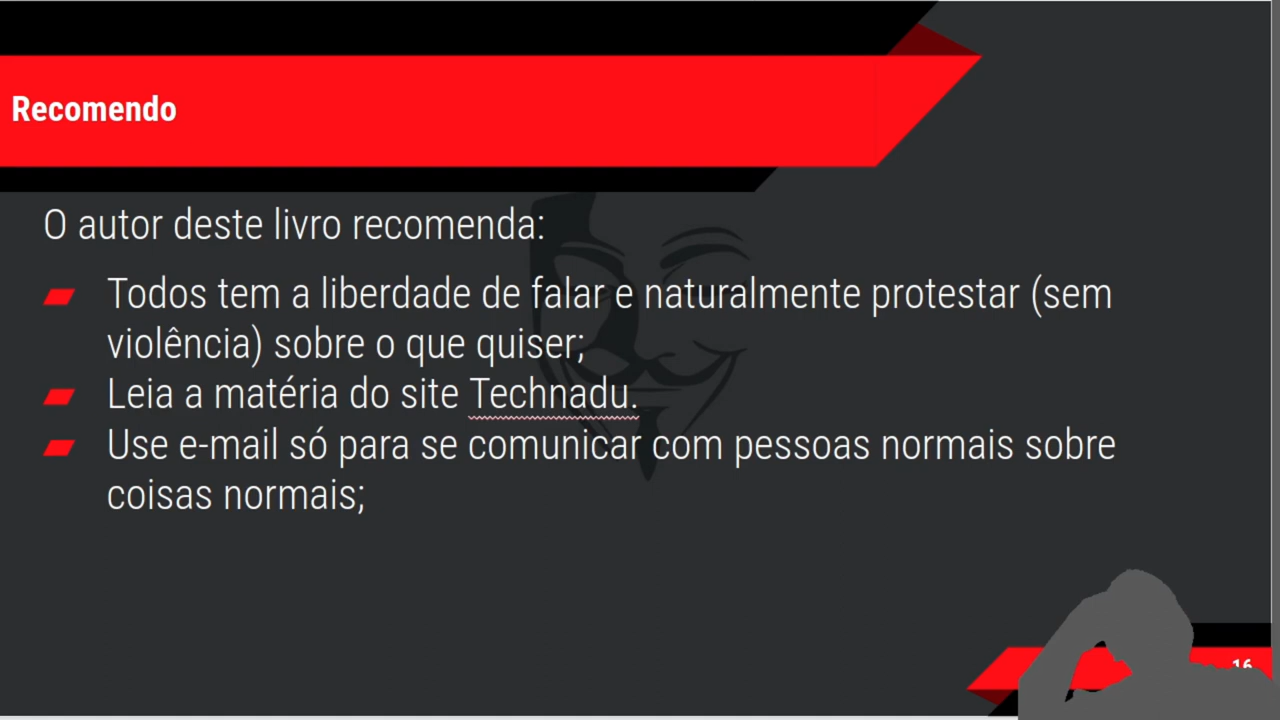 Recomendo
O autor deste livro recomenda:
Todos tem a liberdade de falar e naturalmente protestar (sem
violência) sobre o que quiser;
Leia a matéria do site Technadu.
Use e-mail só para se comunicar com pessoas normais sobre
coisas normais;
16